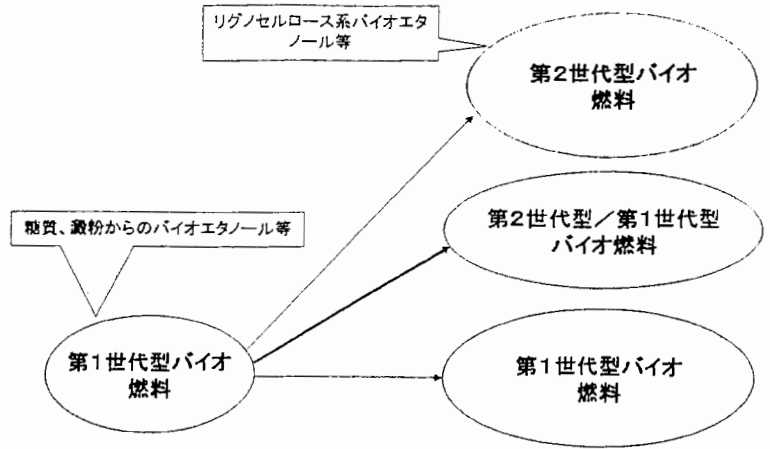 リグノセルロース系バイオエタ
ノール等
第2世代型バイオ
燃料
第2世代型／第1世代型
バイオ燃料
糖質、澱粉からのバイオエタノール等
第1世代型バイオ
燃料
第1世代型バイオ
燃料